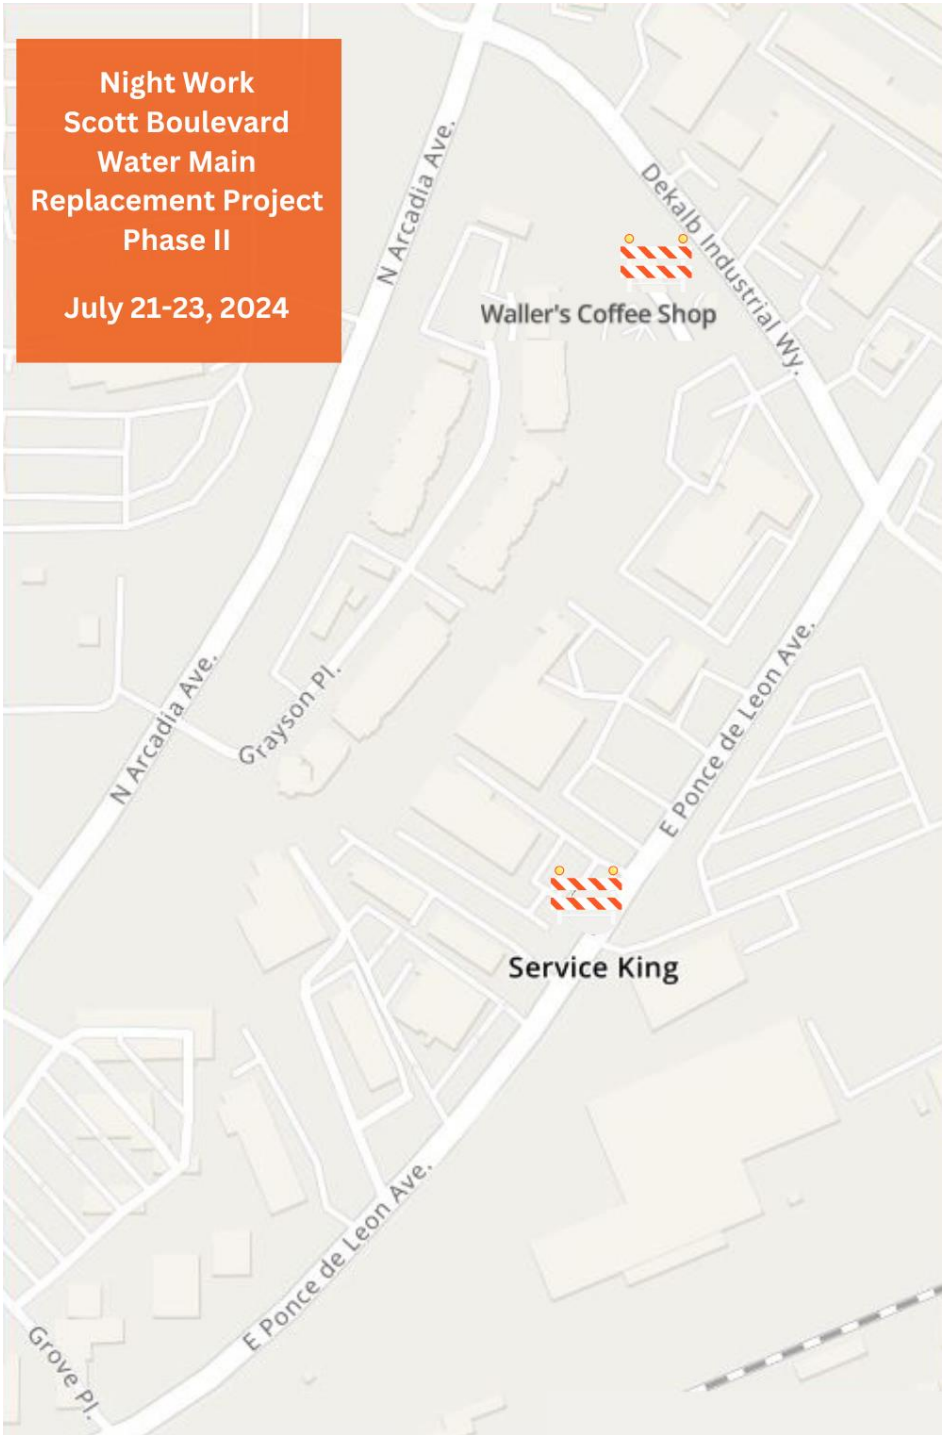 Night Work
Scott Boulevard
Water Main
Replacement Project
Phase II
July 21-23, 2024
N Arcadia Ave.
Dekalb Industrial Wy.
Waller's Coffee Shop
N Arcadia Ave.
Grayson Pl.
E Ponce de Leon Ave.
Service King
E Ponce de Leon Ave.
Grove Pl.